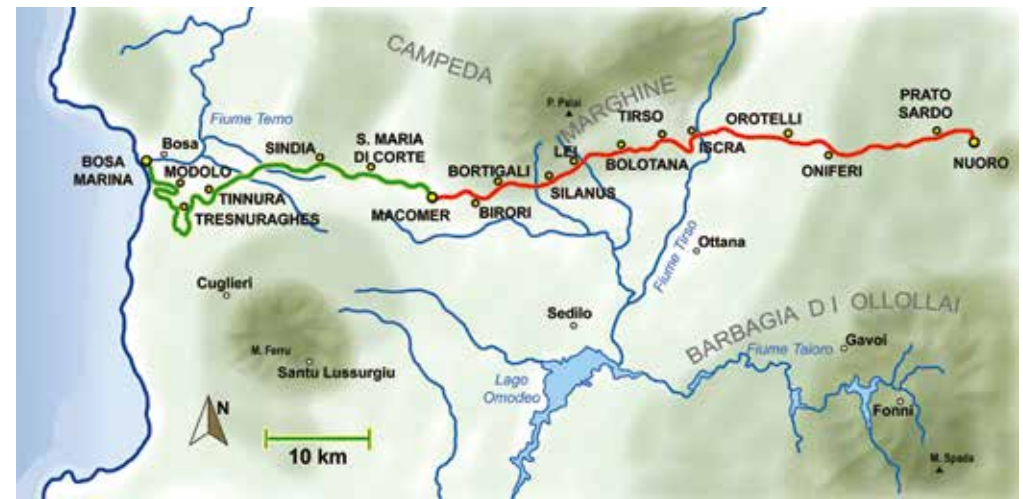 CAMPEDA
P. Palai
MARGHINE
Fiume Temo
Bosa
BOSA
MARINA
MODOLO
TINNURA
TRESNURAGHES
SINDIA
S. MARIA
DI CORTE
MACOMER
BORTIGALI
BIRORI
LEI
SILANUS
TIRSO
BOLOTANA
ISCRA
OROTELLI
ONIFERI
PRATO
SARDO
NUORO
Ottana
Fiume Tirso
Cuglieri
M. Ferru
Santu Lussurgiu
Sedilo
Lago
Omodeo
BARBAGIA D I OLLOLLAI
Fiume Taloro
Gavoi
Fonni
M. Spada
N
10 km